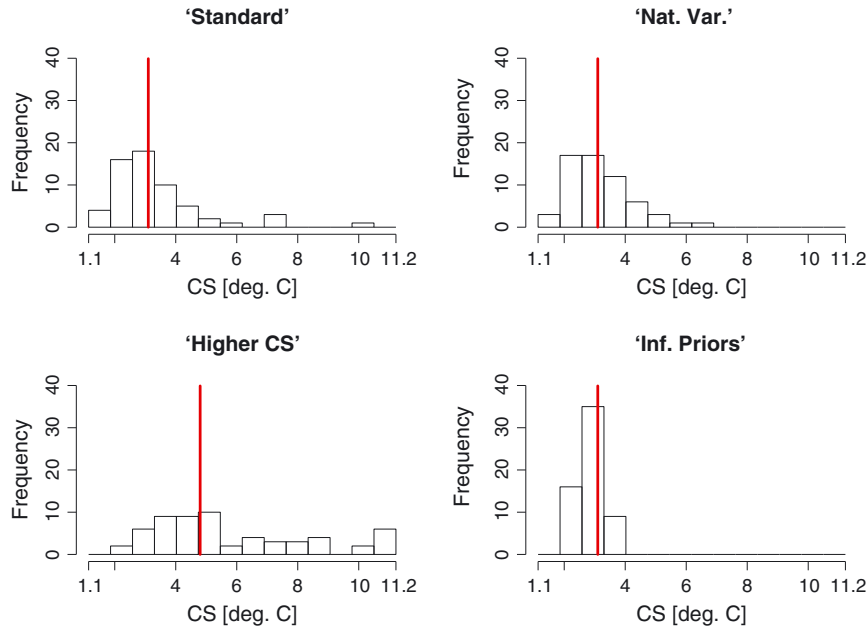 ‘Standard’
Frequency
0 10 20 30 40
1.1 4 6 8 10 11.2
CS [deg. C]
‘Nat. Var.’
Frequency
0 10 20 30 40
1.1 4 6 8 10 11.2
CS [deg. C]
‘Higher CS’
Frequency
0 10 20 30 40
1.1 4 6 8 10 11.2
CS [deg. C]
‘Inf. Priors’
Frequency
0 10 20 30 40
1.1 4 6 8 10 11.2
CS [deg. C]